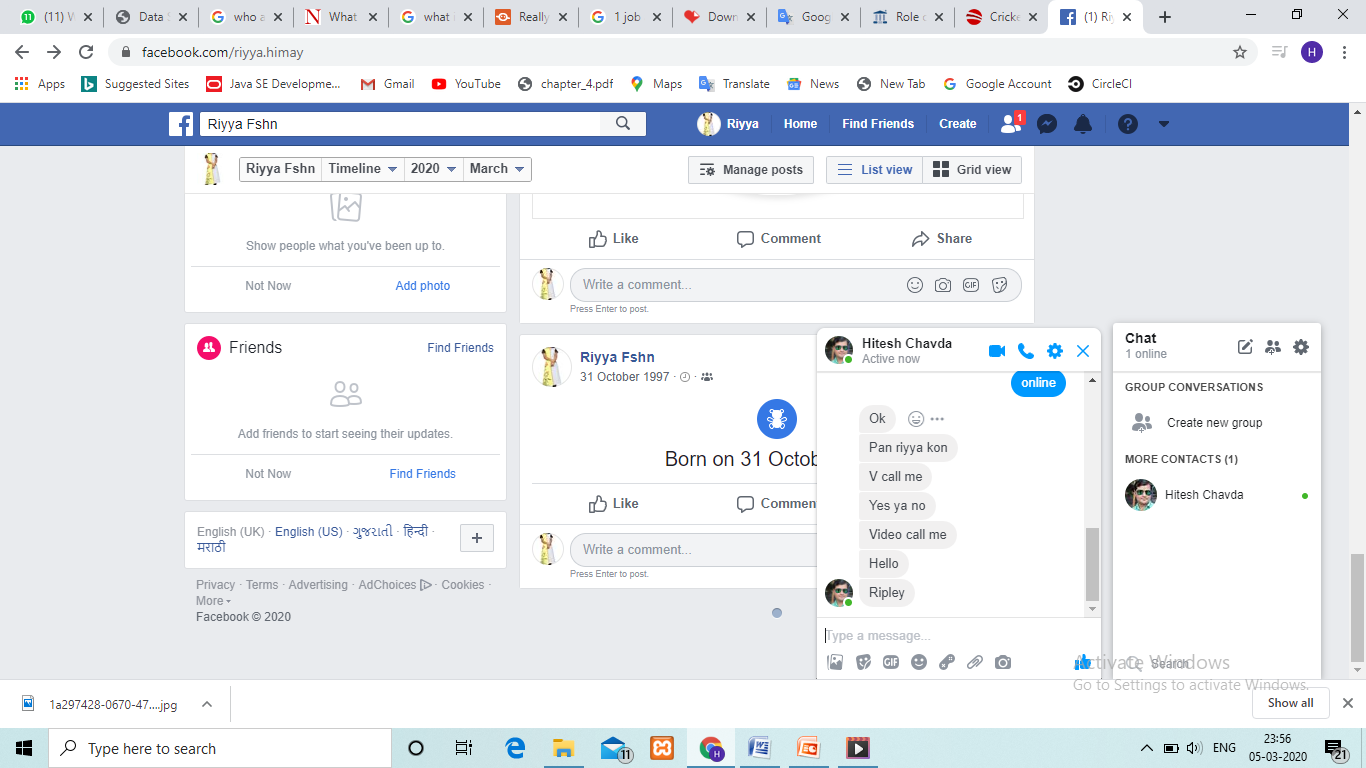 (11) W
Data S
who a
What
what s
Really
1 job
Down
Goog
Role o
Cricke
(1) Riy
facebook.com/riyya.himay
H
Apps
Suggested Sites
Java SE Developme...
Gmail
YouTube
chapter_4.pdf
Maps
Translate
News
New Tab
Google Account
CircleCI
Riyya Fshn
Riyya
Home
Find Friends
Create
1
Riyya Fshn
Timeline
2020
March
Manage posts
List view
Grid view
Show people what you've been up to.
Not Now
Add photo
Like
Comment
Share
Write a comment...
GIF
Press Enter to post.
Friends
Find Friends
Add friends to start seeing their updates.
Not Now
Find Friends
Riyya Fshn
31 October 1997 ·
Born on 31 Octob
Like
Commen
Write a comment...
Press Enter to post.
English (UK) · English (US) · ગુજરાતી · हिन्दी ·
मराठी
Privacy · Terms · Advertising · AdChoices · Cookies ·
More
Facebook © 2020
Hitesh Chavda
Active now
online
Ok
Pan riyya kon
V call me
Yes ya no
Video call me
Hello
Ripley
Type a message...
GIF
Chat
1 online
GROUP CONVERSATIONS
Create new group
MORE CONTACTS (1)
Hitesh Chavda
Search
Activate Windows
Go to Settings to activate Windows.
1a297428-0670-47....jpg
Show all
Type here to search
11
H
ENG
23:56
05-03-2020
21